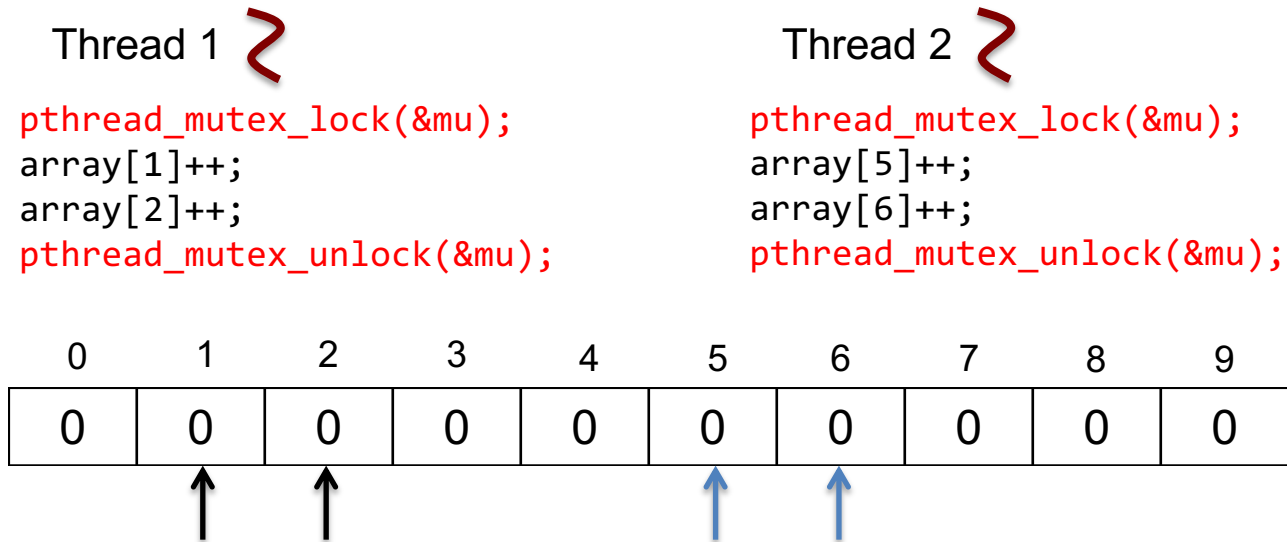 Thread 1
pthread_mutex_lock(&mu);
array[1]++;
array[2]++;
pthread_mutex_unlock(&mu);
Thread 2
pthread_mutex_lock(&mu);
array[5]++;
array[6]++;
pthread_mutex_unlock(&mu);
0 1 2 3 4 5 6 7 8 9
0 0 0 0 0 0 0 0 0 0